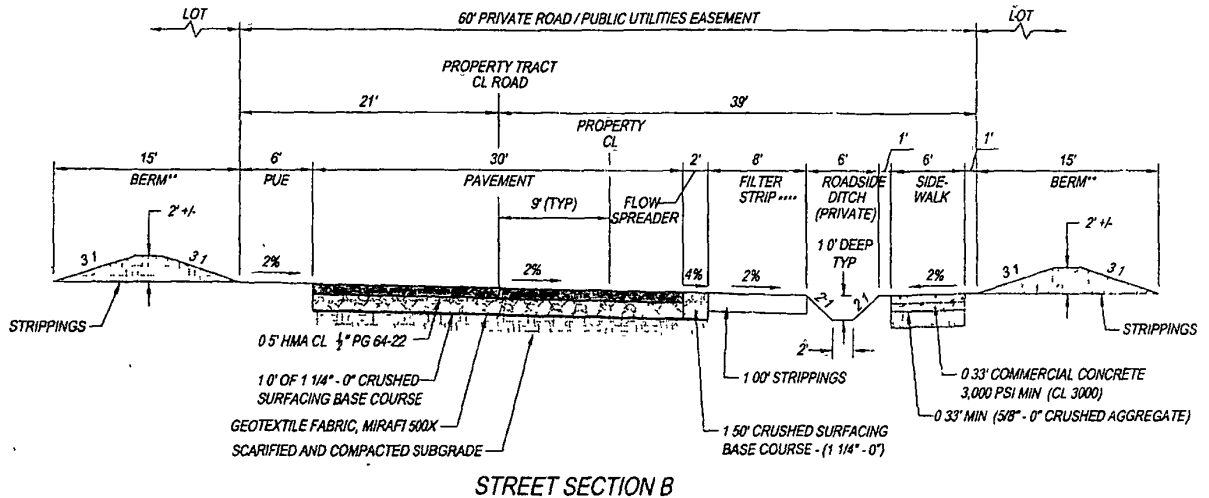 LOT
60' PRIVATE ROAD / PUBLIC UTILITIES EASEMENT
LOT
PROPERTY TRACT
CL ROAD
21'
39'
PROPERTY
CL
15'
6'
30'
2'
8'
6'
1'
6'
1'
15'
BERM**
PUE
PAVEMENT
FILTER
STRIP ****
ROADSIDE
DITCH
(PRIVATE)
SIDE-
WALK
BERM**
9' (TYP)
FLOW
SPREADER
2' +/-
2' +/-
1 0' DEEP
TYP
3 1
3 1
2%
2%
4%
2%
2 1
2 1
2%
3 1
3 1
STRIPPINGS
STRIPPINGS
2'
0 5' HMA CL ½" PG 64-22
1 00' STRIPPINGS
0 33' COMMERCIAL CONCRETE
3,000 PSI MIN (CL 3000)
1 0' OF 1 1/4" - 0" CRUSHED
SURFACING BASE COURSE
0 33' MIN (5/8" - 0" CRUSHED AGGREGATE)
GEOTEXTILE FABRIC, MIRAFI 500X
1 50' CRUSHED SURFACING
BASE COURSE - (1 1/4" - 0")
SCARIFIED AND COMPACTED SUBGRADE
STREET SECTION B